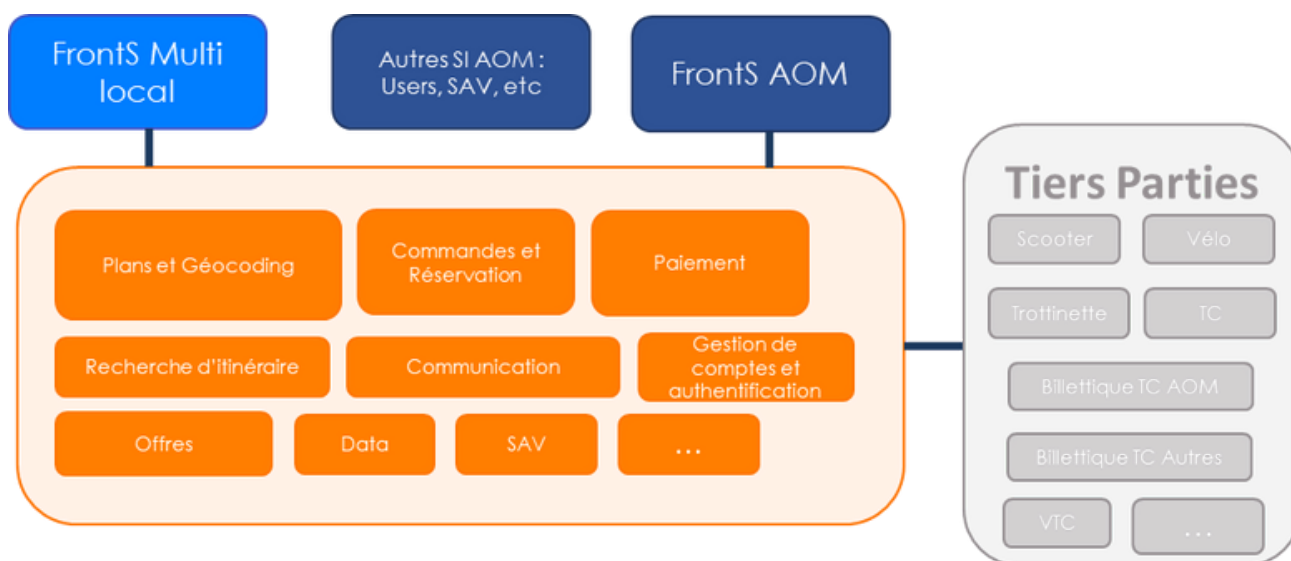 FrontS Multi
local
Autres SI AOM :
Users, SAV, etc
FrontS AOM
Plans et Géocoding
Commandes et
Réservation
Paiement
Recherche d'itinéraire
Communication
Gestion de
comptes et
authentification
Offres
Data
SAV
...
Tiers Parties
Scooter
Vélo
Trottinette
TC
Billettique TC AOM
Billettique TC Autres
VTC
...